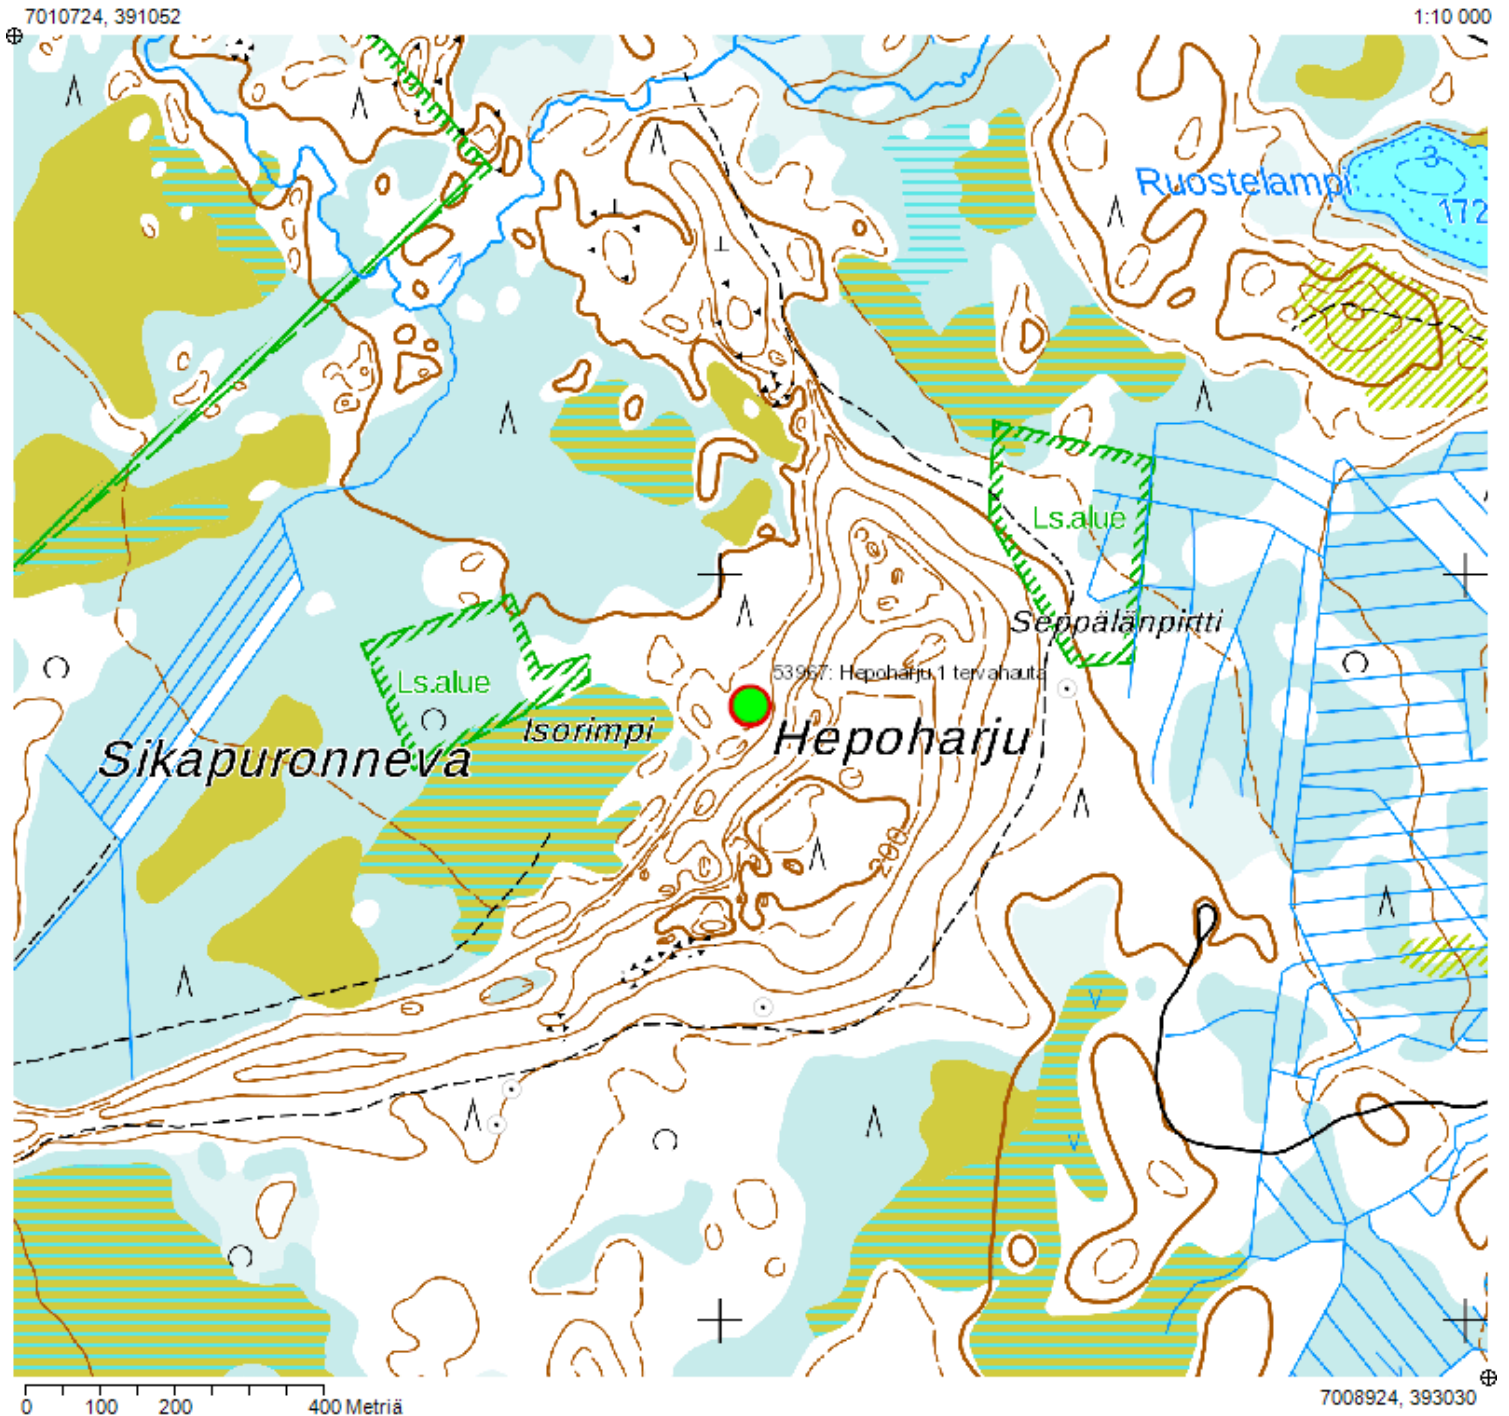 7010724, 391052
1:10 000
3
Ruostelampi
172
Ls.alue
Seppälänpirtti
53967: Hepoharju 1 tervahauta
Ls.alue
Isorimpi
Hepoharju
Sikapuronneva
200
0 100 200 400 Metriä
7008924, 393030